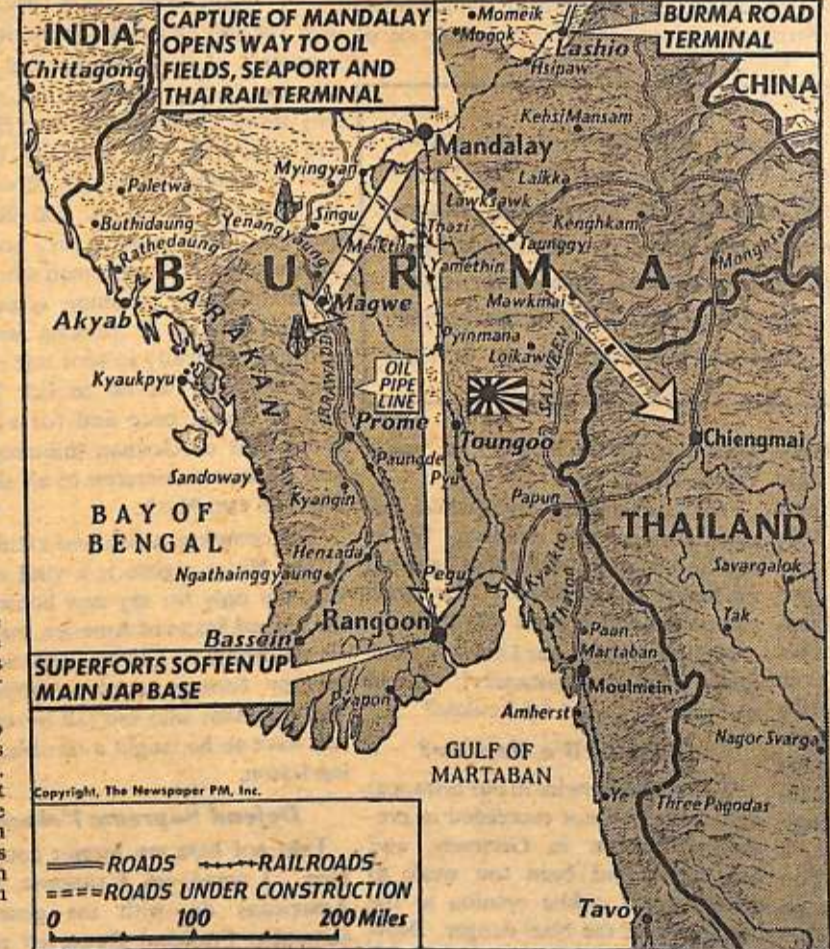 INDIA
CAPTURE OF MANDALAY
OPENS WAY TO OIL
FIELDS, SEAPORT AND
THAI RAIL TERMINAL
Momeik
Mogok
BURMA ROAD
TERMINAL
Lashio
Hsipaw
Chittagong
CHINA
Kehsi Mansam
Mandalay
Myingyan
Laikka
Paletwa
Lawksawk
Buthidaung
Yenangyaung
Singu
Thazi
Kenghkam
Rathedaung
Meiktila
Taunggyi
Monghsat
Yamethin
BURMA
Magwe
Mawkmai
Akyab
ARAKAN
Pyinmana
Loikaw
Kyaukpyu
IRRAWADDI
OIL
PIPE
LINE
SALWEEN
Prome
Toungoo
Chiengmai
Sandoway
Paungde
Pyu
Kyangin
Papun
BAY OF
BENGAL
THAILAND
Henzada
Kyaikto
Savargalok
Ngathainggyaung
Pegu
Thaton
Tak
Rangoon
Bassein
Paan
Martaban
SUPERFORTS SOFTEN UP
MAIN JAP BASE
Moulmein
Pyapon
Amherst
GULF OF
MARTABAN
Nagor Svarga
Copyright, The Newspaper PM, Inc.
Ye
Three Pagodas
ROADS RAILROADS
ROADS UNDER CONSTRUCTION
0 100 200 Miles
Tavoy